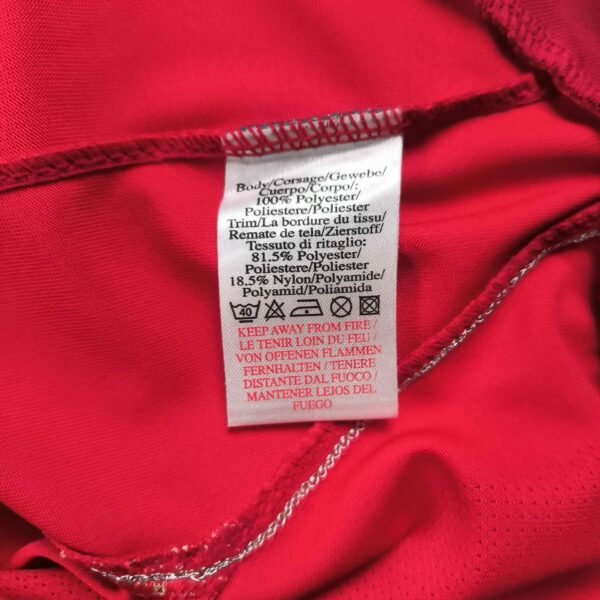 Body/Corsage/Gewebe/
Cuerpo/Corpo/:
100% Polyester/
Poliestere/Poliester
Trim/La bordure du tissu/
Remate de tela/Zierstoff/
Tessuto di ritaglio:
81.5% Polyester/
Poliestere/Poliester
18.5% Nylon/Polyamide/
Polyamid/Poliamida
40
KEEP AWAY FROM FIRE /
LE TENIR LOIN DU FEU /
VON OFFENEN FLAMMEN
FERNHALTEN / TENERE
DISTANTE DAL FUOCO /
MANTENER LEJOS DEL
FUEGO